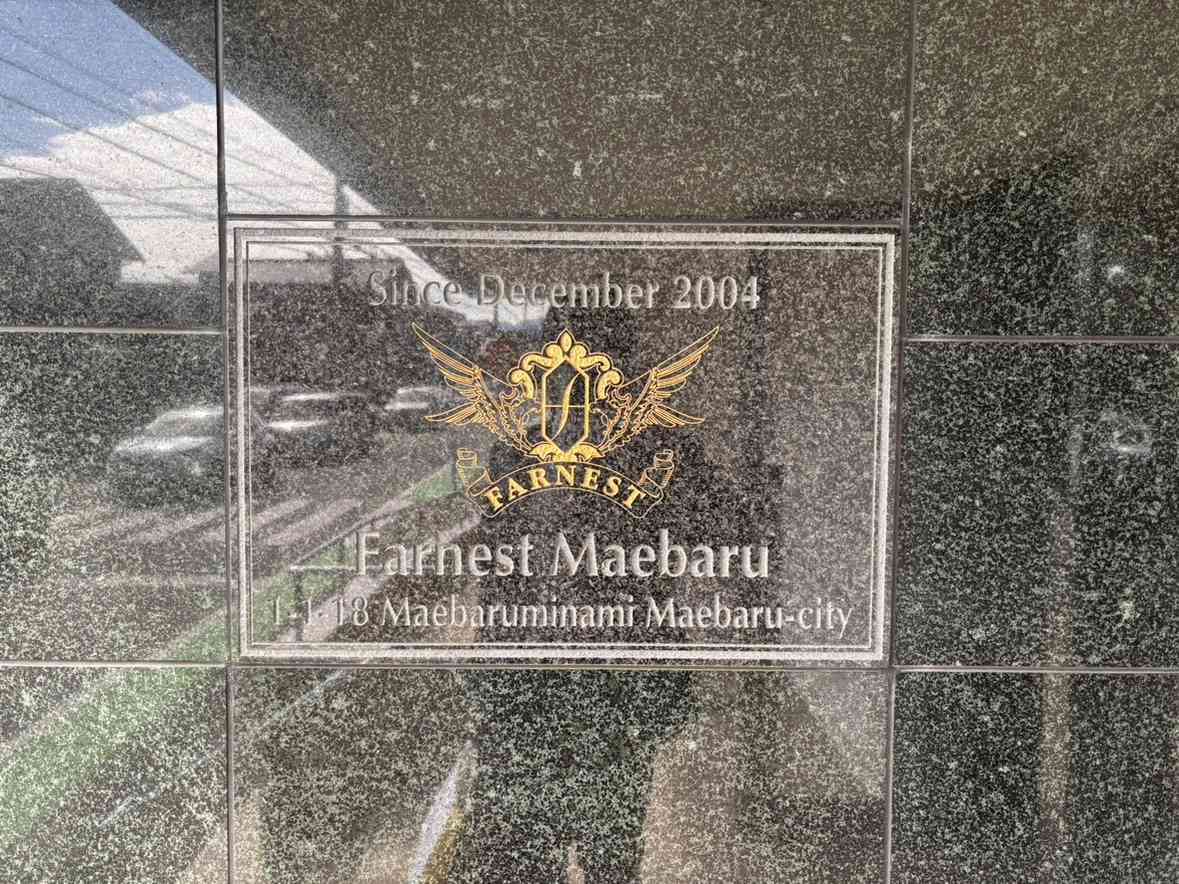 Since December 2004
FARNEST
Farnest Maebaru
1-1-18 Maebaruminami Maebaru-city